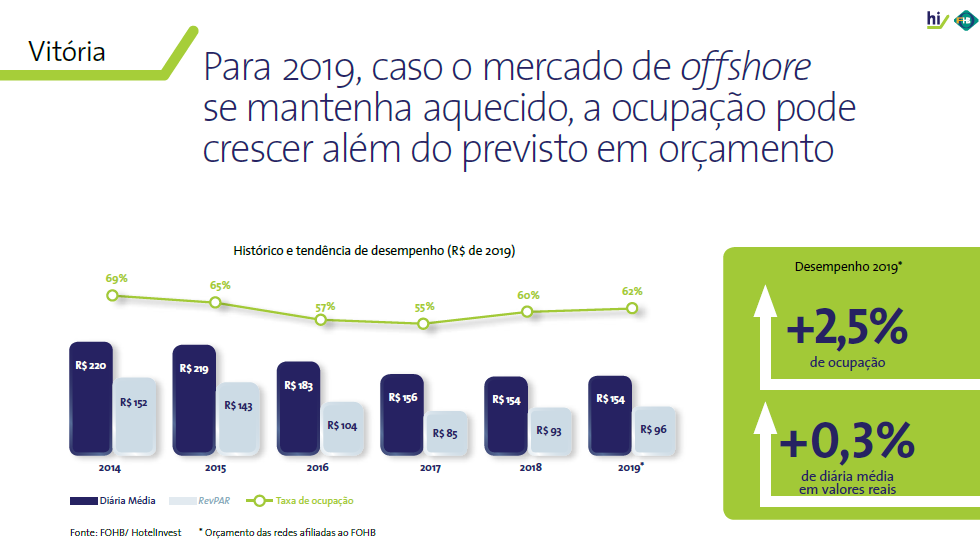 hi
FOHB
Vitória
Para 2019, caso o mercado de offshore
se mantenha aquecido, a ocupação pode
crescer além do previsto em orçamento
Histórico e tendência de desempenho (R$ de 2019)
69%
65%
57%
55%
60%
62%
R$ 220
R$ 152
R$ 219
R$ 143
R$ 183
R$ 104
R$ 156
R$ 85
R$ 154
R$ 93
R$ 154
R$ 96
2014
2015
2016
2017
2018
2019*
Diária Média
RevPAR
Taxa de ocupação
Fonte: FOHB/ HotelInvest
* Orçamento das redes afiliadas ao FOHB
Desempenho 2019*
+2,5%
de ocupação
+0,3%
de diária média
em valores reais